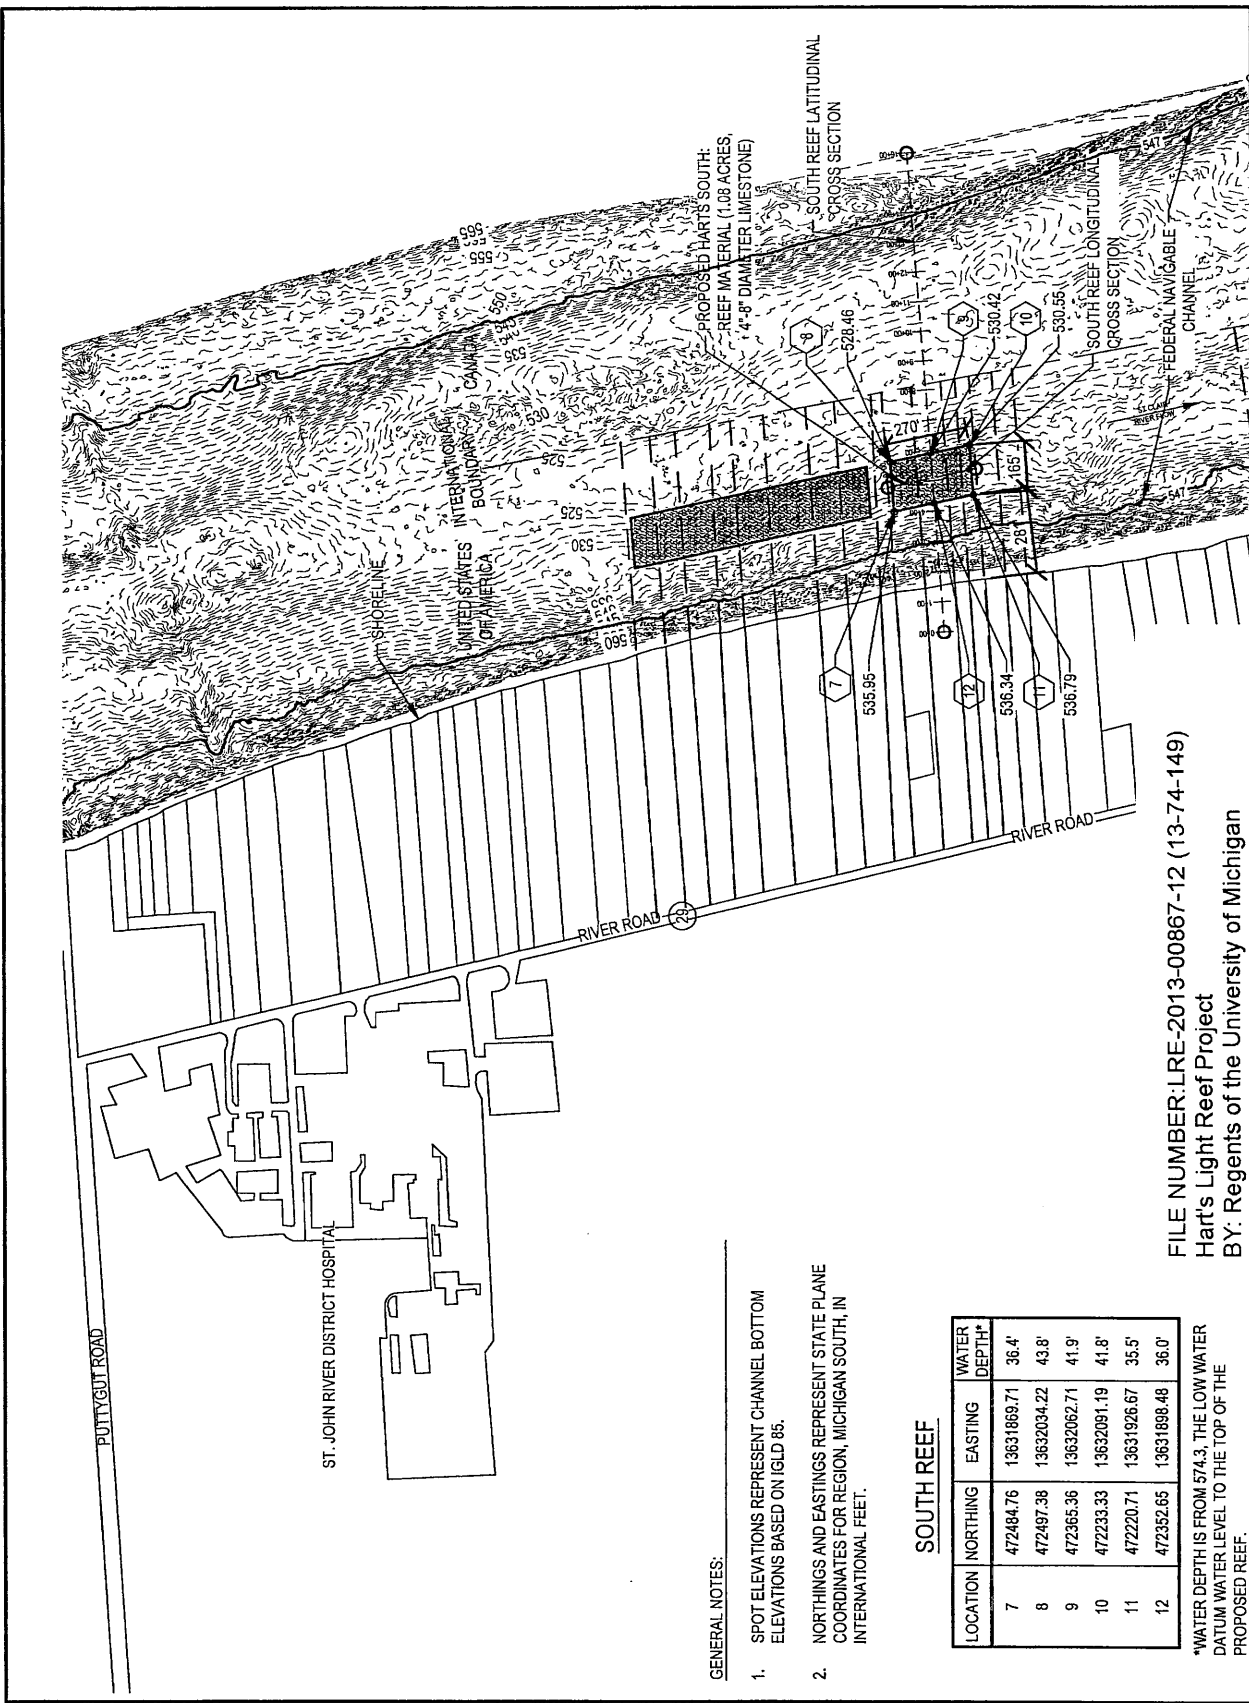 PUTTYGUT ROAD
ST. JOHN RIVER DISTRICT HOSPITAL
RIVER ROAD
29
RIVER ROAD
SHORELINE
UNITED STATES
OF AMERICA
INTERNATIONAL
BOUNDARY
CANADA
565
555
550
545
535
530
525
525
530
560
547
547
PROPOSED HARTS SOUTH:
REEF MATERIAL (1.08 ACRES,
4"-8" DIAMETER LIMESTONE)
SOUTH REEF LATITUDINAL
CROSS SECTION
SOUTH REEF LONGITUDINAL
CROSS SECTION
FEDERAL NAVIGABLE
CHANNEL
ST. CLAIR
RIVER FLOW
7
535.95
8
528.46
9
530.42
10
530.55
11
536.79
12
536.34
270'
165'
GENERAL NOTES:
1. SPOT ELEVATIONS REPRESENT CHANNEL BOTTOM
ELEVATIONS BASED ON IGLD 85.
2. NORTHINGS AND EASTINGS REPRESENT STATE PLANE
COORDINATES FOR REGION, MICHIGAN SOUTH, IN
INTERNATIONAL FEET.
SOUTH REEF
LOCATION NORTHING EASTING WATER DEPTH*
7 472484.76 13631869.71 36.4'
8 472497.38 13632034.22 43.8'
9 472365.36 13632062.71 41.9'
10 472233.33 13632091.19 41.8'
11 472220.71 13631926.67 35.5'
12 472352.65 13631898.48 36.0'
*WATER DEPTH IS FROM 574.3, THE LOW WATER
DATUM WATER LEVEL TO THE TOP OF THE
PROPOSED REEF.
FILE NUMBER:LRE-2013-00867-12 (13-74-149)
Hart's Light Reef Project
BY: Regents of the University of Michigan